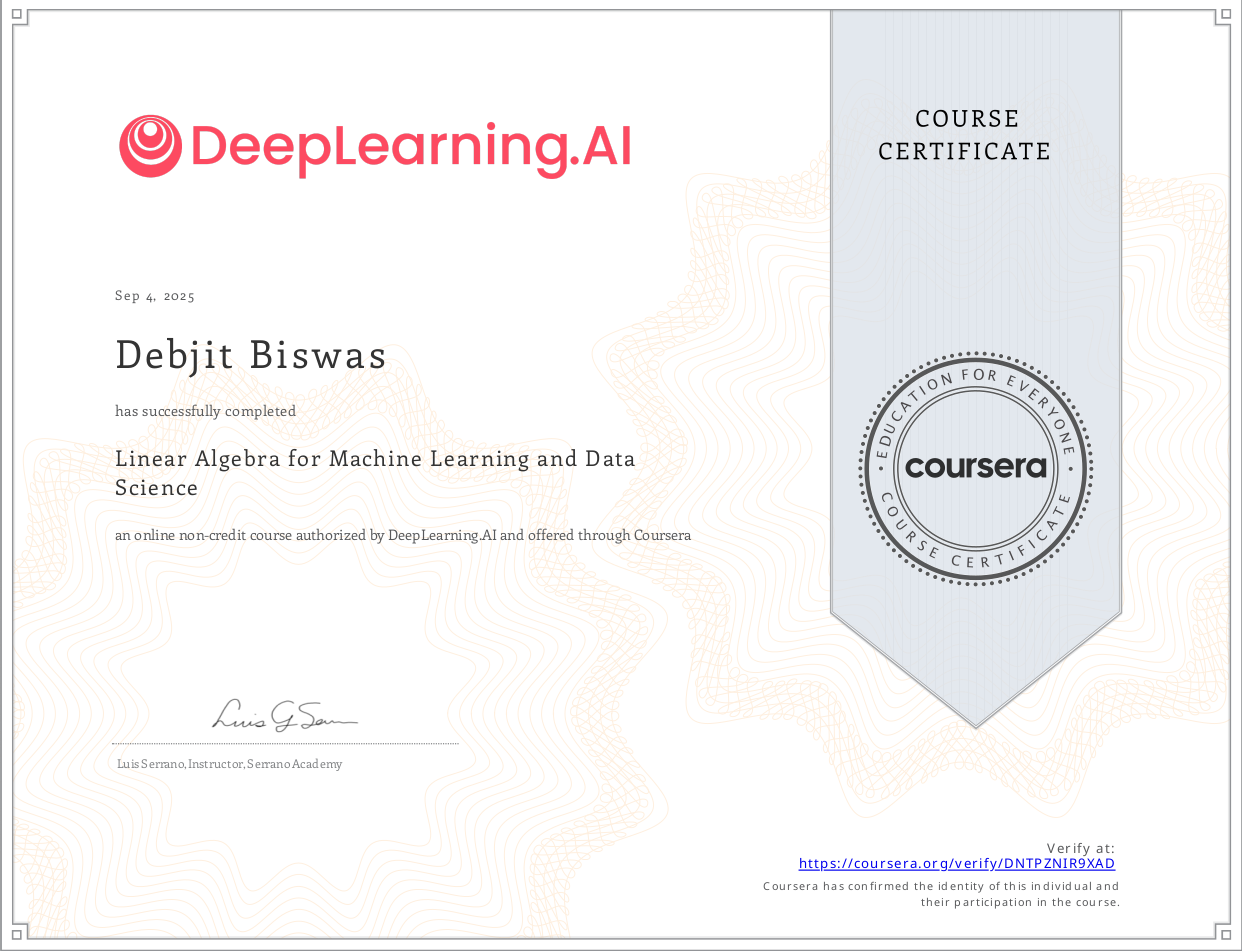 DeepLearning.AI
COURSE
CERTIFICATE
Sep 4, 2025
Debjit Biswas
has successfully completed
Linear Algebra for Machine Learning and Data
Science
an online non-credit course authorized by DeepLearning.AI and offered through Coursera
EDUCATION FOR EVERYONE
coursera
COURSE CERTIFICATE
Luis G Serr
Luis Serrano, Instructor, Serrano Academy
Verify at:
https://coursera.org/verify/DNTPZNIR9XAD
Coursera has confirmed the identity of this individual and
their participation in the course.